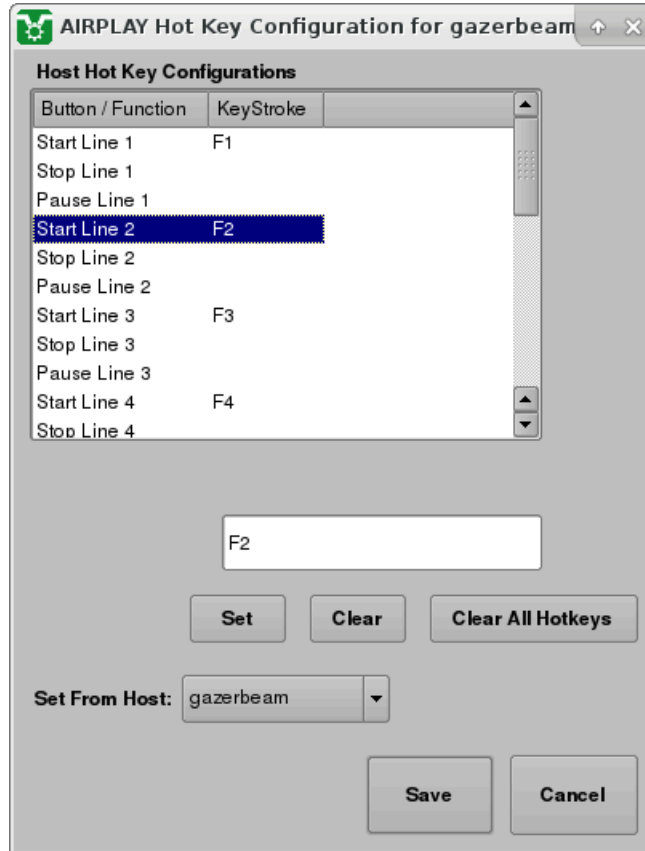 AIRPLAY Hot Key Configuration for gazerbeam
Host Hot Key Configurations
Button / Function KeyStroke
Start Line 1 F1
Stop Line 1
Pause Line 1
Start Line 2 F2
Stop Line 2
Pause Line 2
Start Line 3 F3
Stop Line 3
Pause Line 3
Start Line 4 F4
Stop Line 4
F2
Set Clear Clear All Hotkeys
Set From Host: gazerbeam
Save Cancel